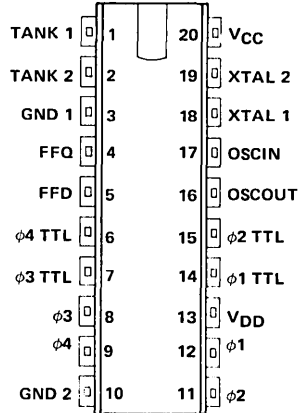 TANK 1 1 20 VCC
TANK 2 2 19 XTAL 2
GND 1 3 18 XTAL 1
FFQ 4 17 OSCIN
FFD 5 16 OSCOUT
ϕ4 TTL 6 15 ϕ2 TTL
ϕ3 TTL 7 14 ϕ1 TTL
ϕ3 8 13 VDD
ϕ4 9 12 ϕ1
GND 2 10 11 ϕ2